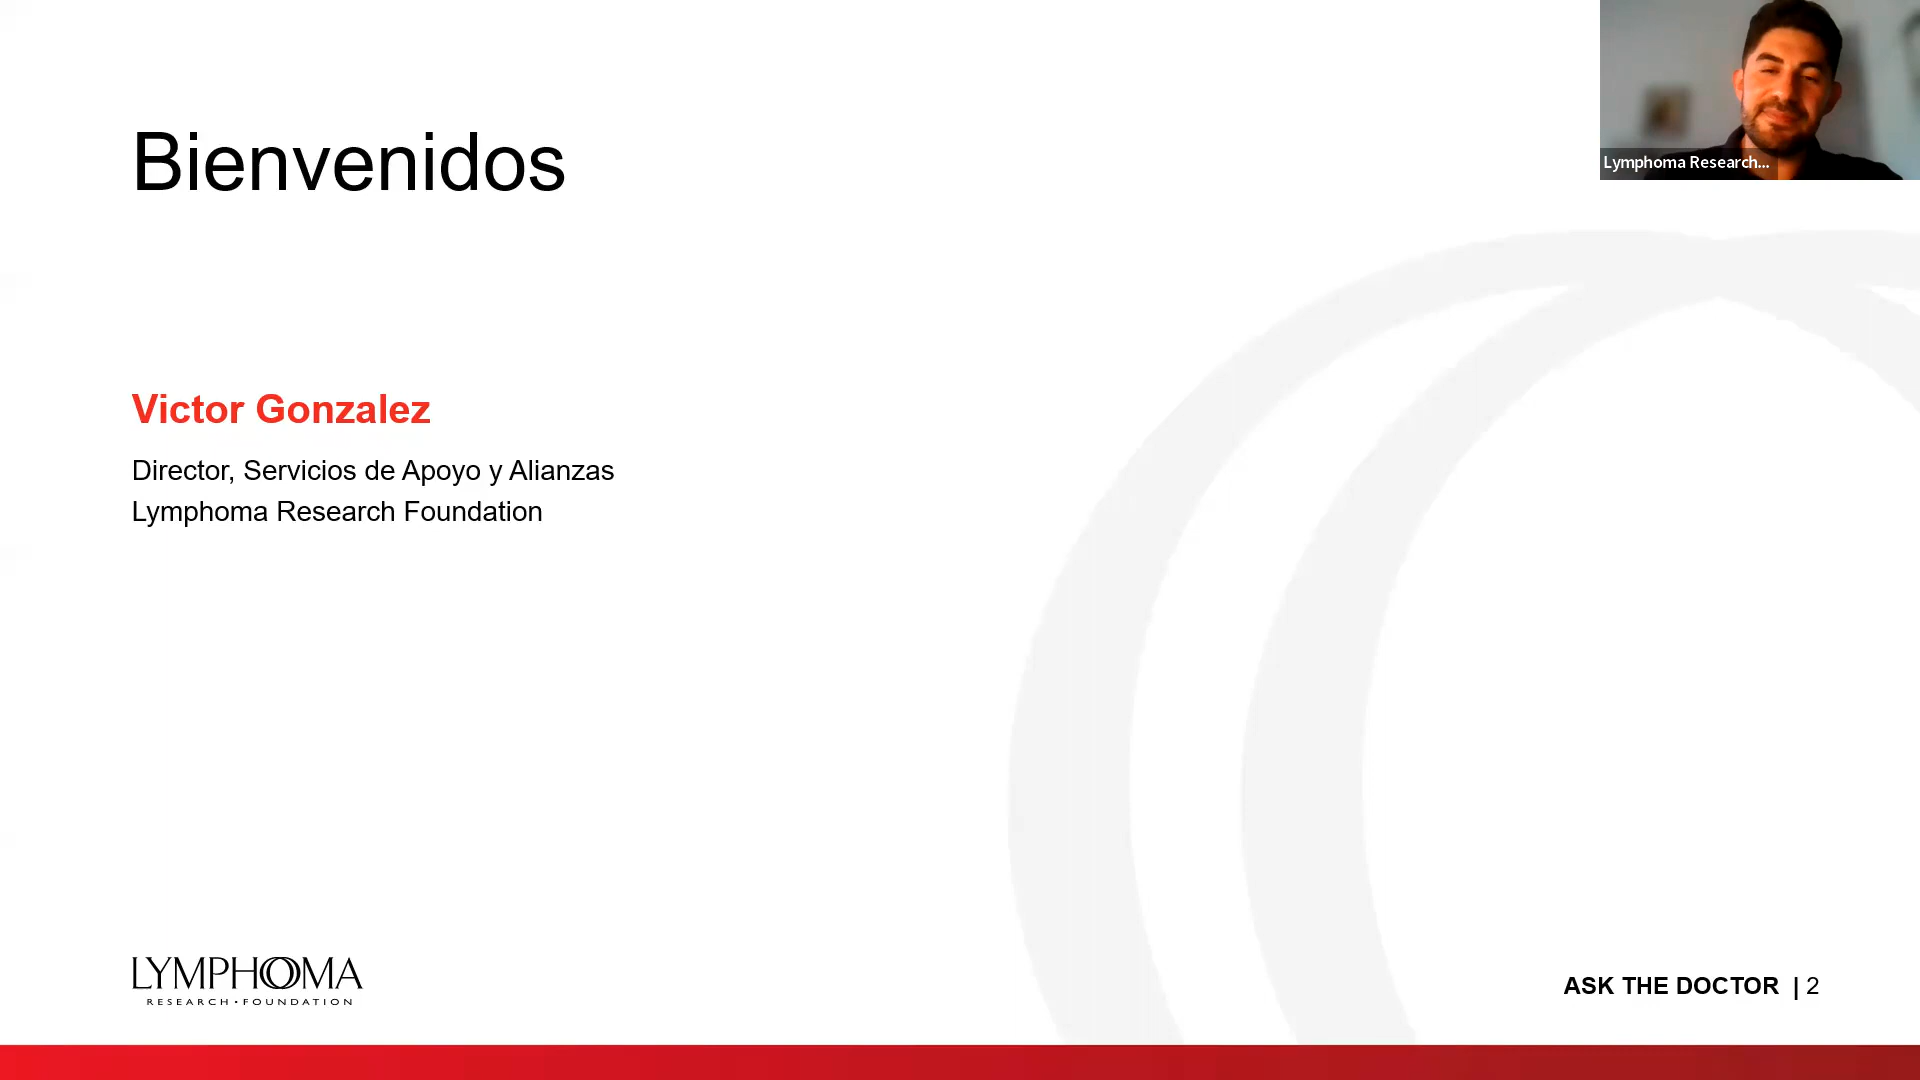 Bienvenidos
Lymphoma Research...
Victor Gonzalez
Director, Servicios de Apoyo y Alianzas
Lymphoma Research Foundation
LYMPHOMA
RESEARCH • FOUNDATION
ASK THE DOCTOR | 2